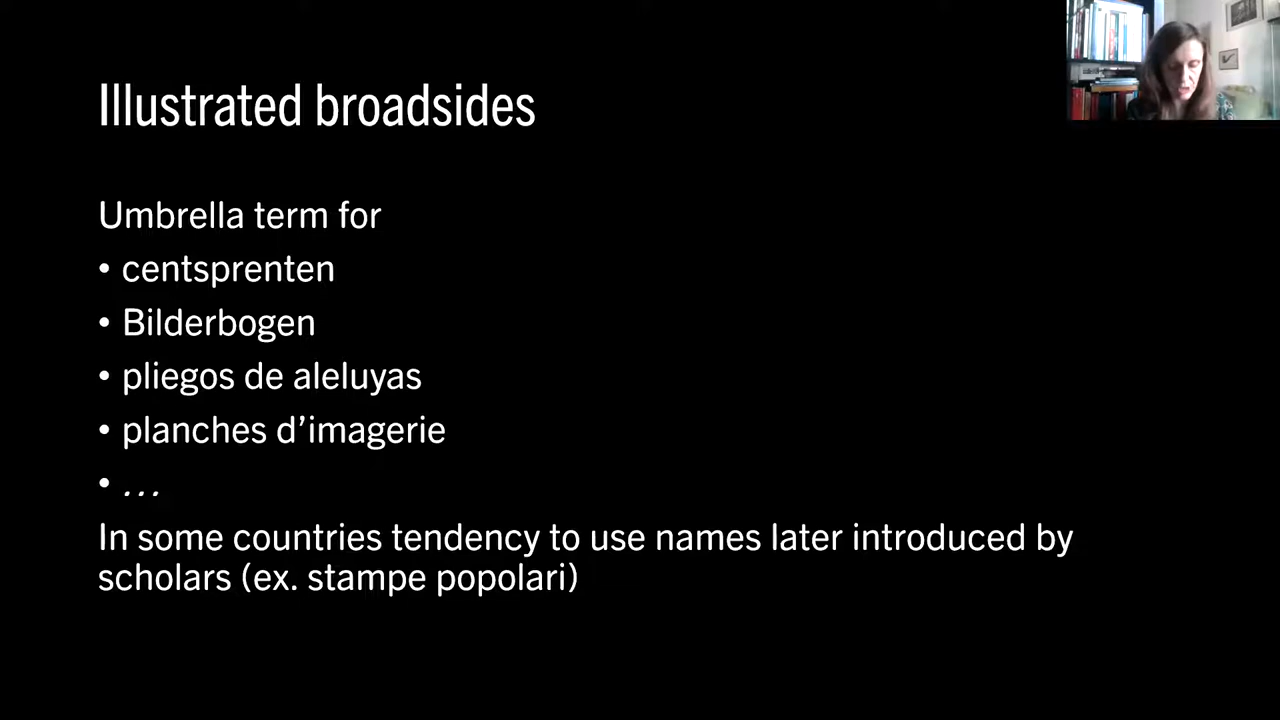 Illustrated broadsides
Umbrella term for
• centsprenten
• Bilderbogen
• pliegos de aleluyas
• planches d’imagerie
• …
In some countries tendency to use names later introduced by
scholars (ex. stampe popolari)